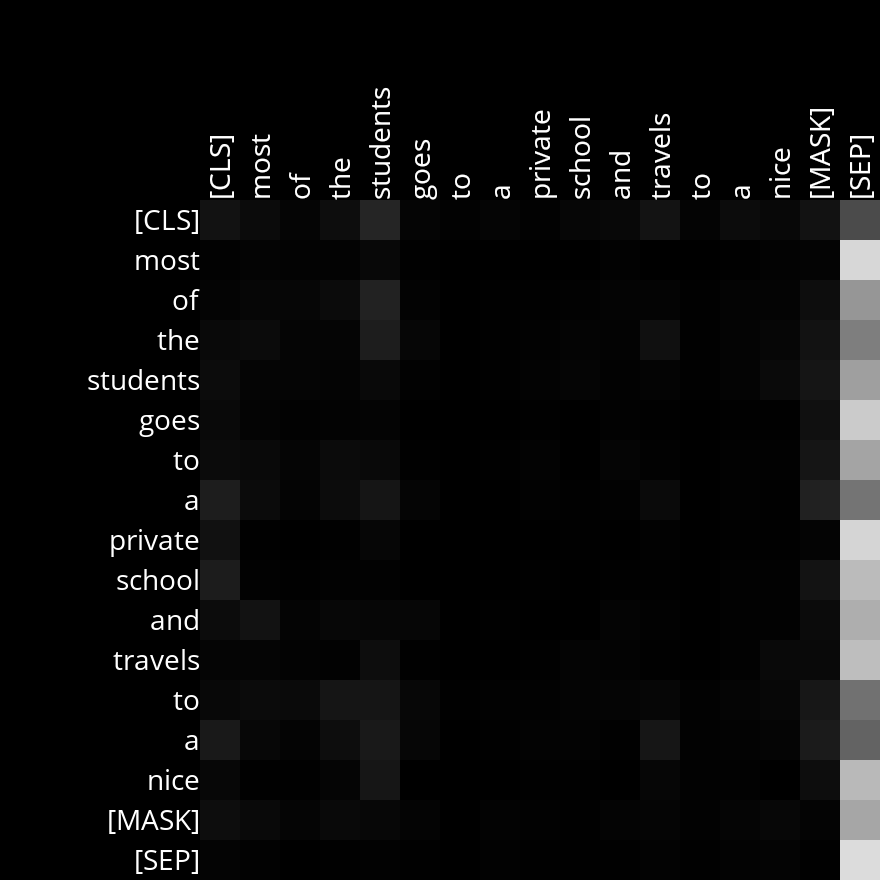 [CLS] most of the students goes to a private school and travels to a nice [MASK] [SEP]
[CLS]
most
of
the
students
goes
to
a
private
school
and
travels
to
a
nice
[MASK]
[SEP]